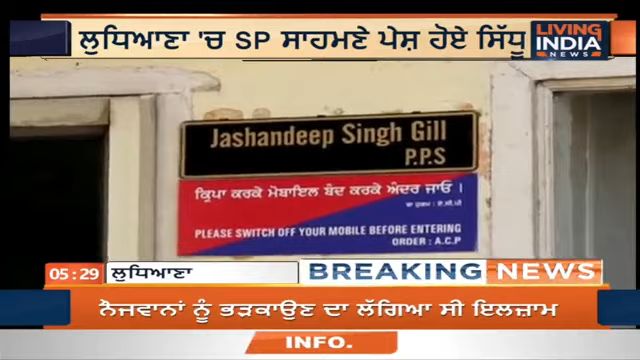 ਲੁਧਿਆਣਾ 'ਚ SP ਸਾਹਮਣੇ ਪੇਸ਼ ਹੋਏ ਸਿੱਧੂ
LIVING
INDIA
NEWS
Jashandeep Singh Gill
P.P.S
ਕ੍ਰਿਪਾ ਕਰਕੇ ਮੋਬਾਇਲ ਬੰਦ ਕਰਕੇ ਅੰਦਰ ਜਾਓ ।
ਦਾ ਹੁਕਮ : ਏ.ਸੀ.ਪੀ
PLEASE SWITCH OFF YOUR MOBILE BEFORE ENTERING
ORDER : A.C.P
05:29 ਲੁਧਿਆਣਾ BREAKING NEWS
ਨੌਜਵਾਨਾਂ ਨੂੰ ਭੜਕਾਉਣ ਦਾ ਲੱਗਿਆ ਸੀ ਇਲਜ਼ਾਮ
INFO.